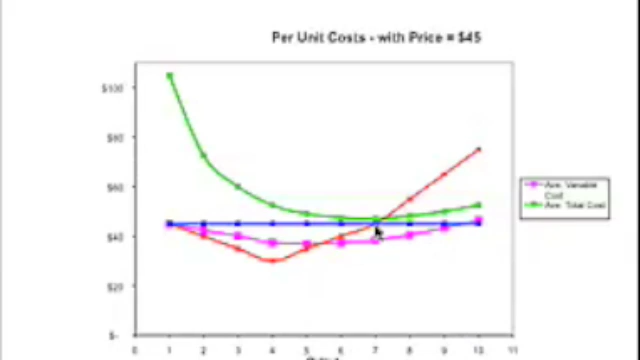 Per Unit Costs - with Price = $45
$100
$80
$60
$40
$20
$-
0 1 2 3 4 5 6 7 8 9 10 11
Ave. Variable
Cost
Ave. Total Cost